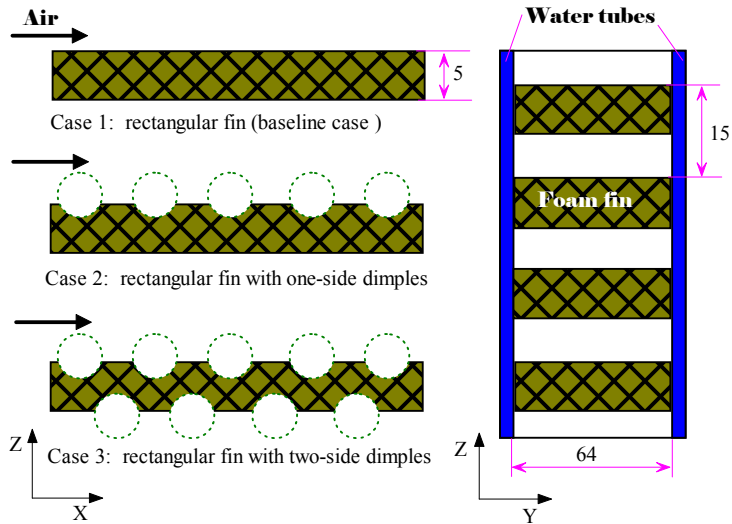 Air
5
Case 1: rectangular fin (baseline case )
Case 2: rectangular fin with one-side dimples
Case 3: rectangular fin with two-side dimples
Z
X
Water tubes
15
Foam fin
64
Z
Y